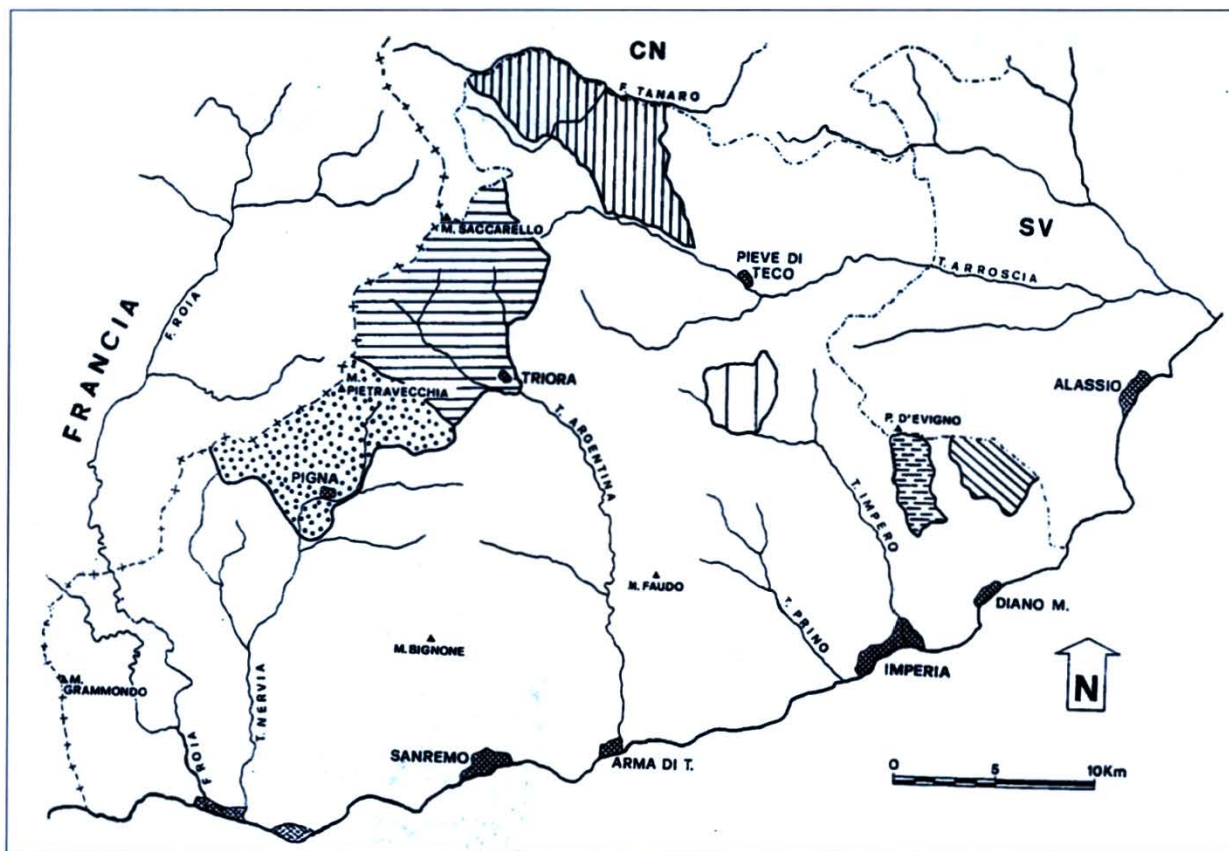 CN
F. TANARO
M. SACCARELLO
SV
PIEVE DI
TECO
T. ARROSCIA
FRANCIA
F. ROIA
M.
PIETRAVECCHIA
TRIORA
ALASSIO
T. ARGENTINA
P. D'EVIGNO
PIGNA
T. IMPERO
M. FAUDO
DIANO M.
T. PRINO
M. BIGNONE
IMPERIA
M.
GRAMMONDO
T. NERVIA
N
F. ROIA
SANREMO
ARMA DI T.
0 5 10Km